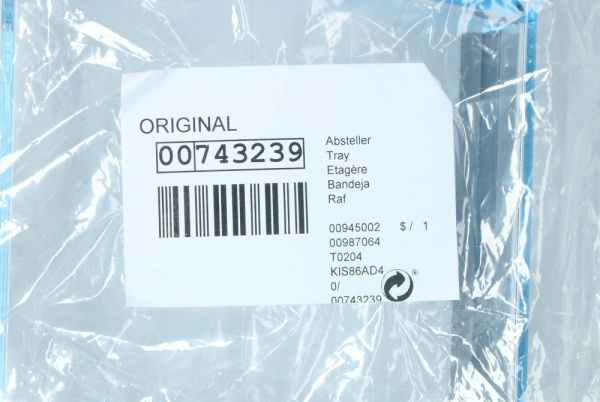 ORIGINAL
00743239
Absteller
Tray
Etagère
Bandeja
Raf
00945002 $/ 1
00987064
T0204
KIS86AD4
0/
00743239
®